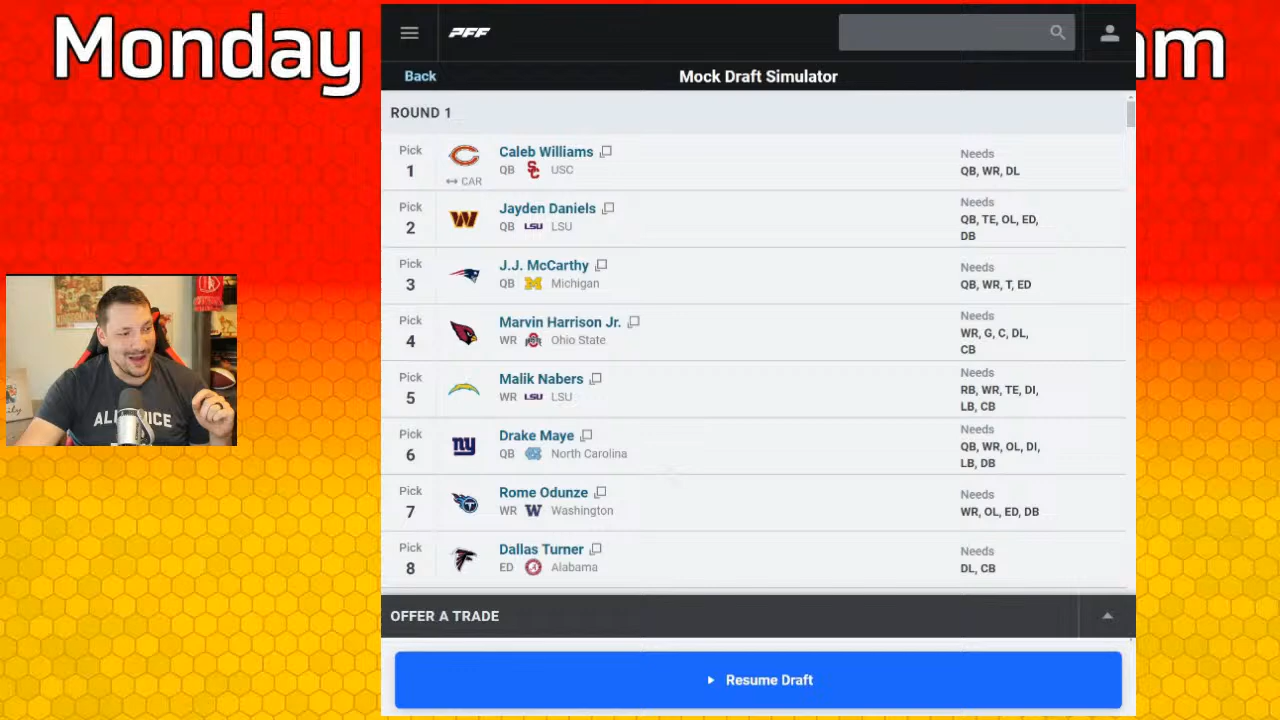 Monday
am
PFF
Back
Mock Draft Simulator
ROUND 1
Pick
1
CAR
Caleb Williams
QB SC USC
Needs
QB, WR, DL
Pick
2
W
Jayden Daniels
QB LSU LSU
Needs
QB, TE, OL, ED,
DB
Pick
3
J.J. McCarthy
QB M Michigan
Needs
QB, WR, T, ED
Pick
4
Marvin Harrison Jr.
WR Ohio State
Needs
WR, G, C, DL,
CB
Pick
5
Malik Nabers
WR LSU LSU
Needs
RB, WR, TE, DI,
LB, CB
Pick
6
ny
Drake Maye
QB North Carolina
Needs
QB, WR, OL, DI,
LB, DB
Pick
7
Rome Odunze
WR W Washington
Needs
WR, OL, ED, DB
Pick
8
Dallas Turner
ED Alabama
Needs
DL, CB
OFFER A TRADE
Resume Draft